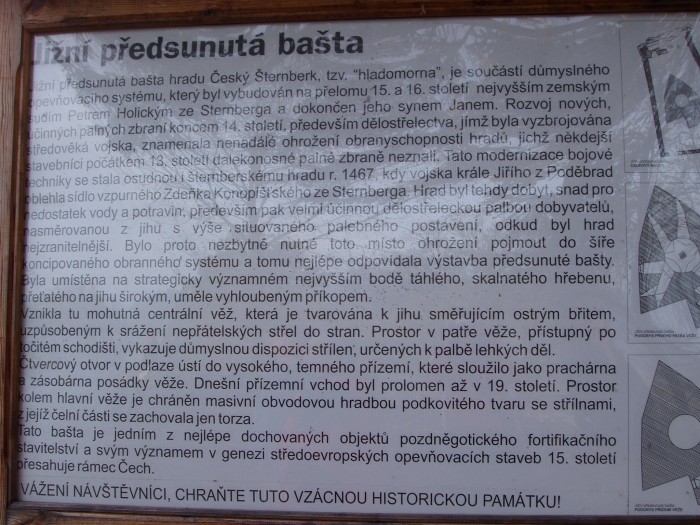 Jižní předsunutá bašta
Jižní předsunutá bašta hradu Český Šternberk, tzv. "hladomorna", je součástí důmyslného
opevňovacího systému, který byl vybudován na přelomu 15. a 16. století nejvyšším zemským
sudím Petrem Holickým ze Sternberga a dokončen jeho synem Janem. Rozvoj nových,
účinných palných zbraní koncem 14. století, především dělostřelectva, jímž byla vyzbrojována
středověká vojska, znamenala nenadálé ohrožení obranyschopnosti hradů, jichž někdejší
stavebníci počátkem 13. století dalekonosné palné zbraně neznali. Tato modernizace bojové
techniky se stala osudnou i šternberskému hradu r. 1467, kdy vojska krále Jiřího z Poděbrad
oblehla sídlo vzpurného Zdeňka Konopišťského ze Sternberga. Hrad byl tehdy dobyt, snad pro
nedostatek vody a potravin, především pak velmi účinnou dělostřeleckou palbou dobyvatelů,
nasměrovanou z jihu s výše situovaného palebného postavení, odkud byl hrad
nejzranitelnější. Bylo proto nezbytně nutné toto místo ohrožení pojmout do šíře
koncipovaného obranného systému a tomu nejlépe odpovídala výstavba předsunuté bašty.
Byla umístěna na strategicky významném nejvyšším bodě táhlého, skalnatého hřebenu,
přeťatého na jihu širokým, uměle vyhloubeným příkopem.
Vznikla tu mohutná centrální věž, která je tvarována k jihu směřujícím ostrým břitem,
uzpůsobeným k srážení nepřátelských střel do stran. Prostor v patře věže, přístupný po
točitém schodišti, vykazuje důmyslnou dispozici střílen, určených k palbě lehkých děl.
Čtvercový otvor v podlaze ústí do vysokého, temného přízemí, které sloužilo jako prachárna
a zásobárna posádky věže. Dnešní přízemní vchod byl prolomen až v 19. století. Prostor
kolem hlavní věže je chráněn masivní obvodovou hradbou podkovitého tvaru se střílnami,
z jejíž čelní části se zachovala jen torza.
Tato bašta je jedním z nejlépe dochovaných objektů pozdněgotického fortifikačního
stavitelství a svým významem v genezi středoevropských opevňovacích staveb 15. století
přesahuje rámec Čech.
VÁŽENÍ NÁVŠTĚVNÍCI, CHRAŇTE TUTO VZÁCNOU HISTORICKOU PAMÁTKU!